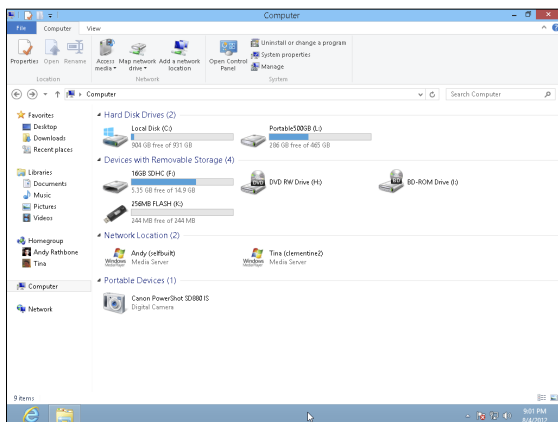 Computer
File Computer View
Properties Open Rename
Access media
Map network drive
Add a network location
Open Control Panel
Uninstall or change a program
System properties
Manage
Location Network System
Computer
Search Computer
Favorites
Desktop
Downloads
Recent places
Libraries
Documents
Music
Pictures
Videos
Homegroup
Andy Rathbone
Tina
Computer
Network
Hard Disk Drives (2)
Local Disk (C:)
904 GB free of 931 GB
Portable500GB (L:)
286 GB free of 465 GB
Devices with Removable Storage (4)
16GB SDHC (F:)
5.35 GB free of 14.9 GB
DVD RW Drive (H:)
BD-ROM Drive (I:)
256MB FLASH (K:)
244 MB free of 244 MB
Network Location (2)
Andy (selfbuilt)
Media Server
Tina (clementine2)
Media Server
Portable Devices (1)
Canon PowerShot SD880 IS
Digital Camera
9 items
9:01 PM
8/4/2012